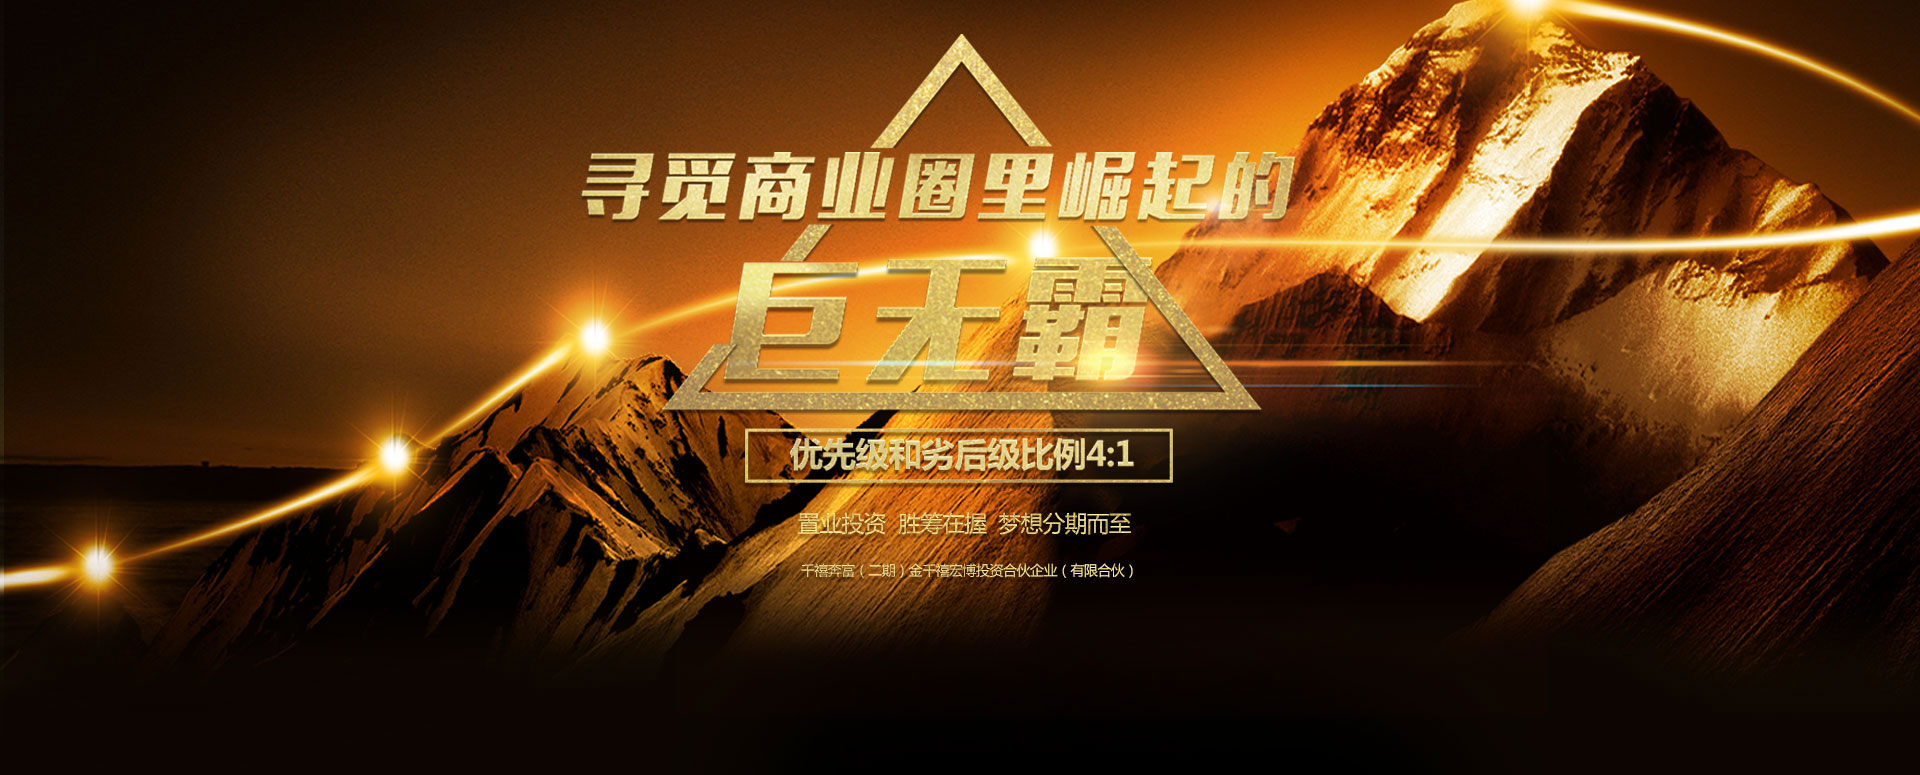 寻觅商业圈里崛起的
巨无霸
优先级和劣后级比例4:1
置业投资 胜筹在握 梦想分期而至
千禧奔富（二期）金千禧宏博投资合伙企业（有限合伙）